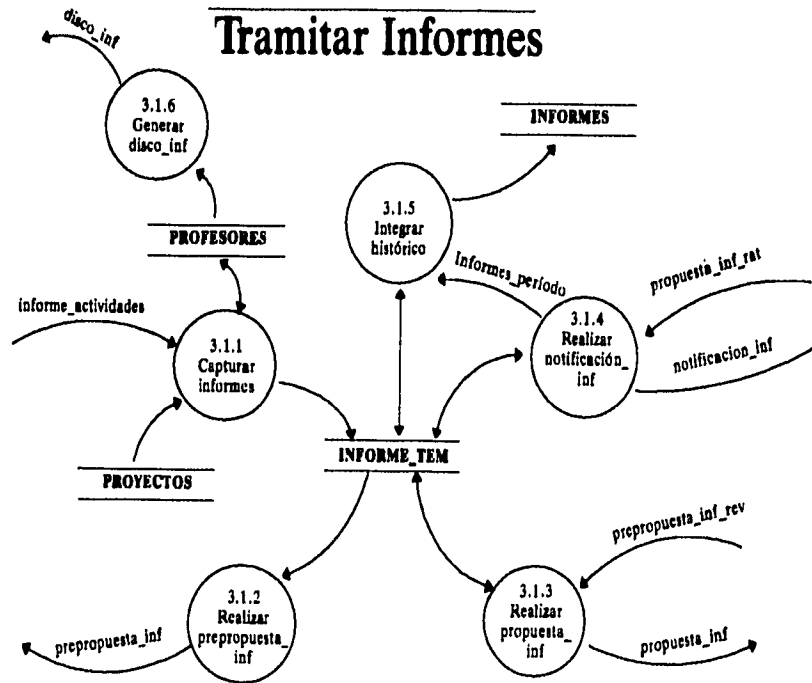 Tramitar Informes
disco_inf
3.1.6
Generar
disco_inf
INFORMES
3.1.5
Integrar
histórico
PROFESORES
Informes_período
propuesta_inf_rat
informe_actividades
3.1.1
Capturar
informes
3.1.4
Realizar
notificación_
inf
notificacion_inf
INFORME_TEM
PROYECTOS
prepropuesta_inf_rev
3.1.2
Realizar
prepropuesta_
inf
prepropuesta_inf
3.1.3
Realizar
propuesta_
inf
propuesta_inf